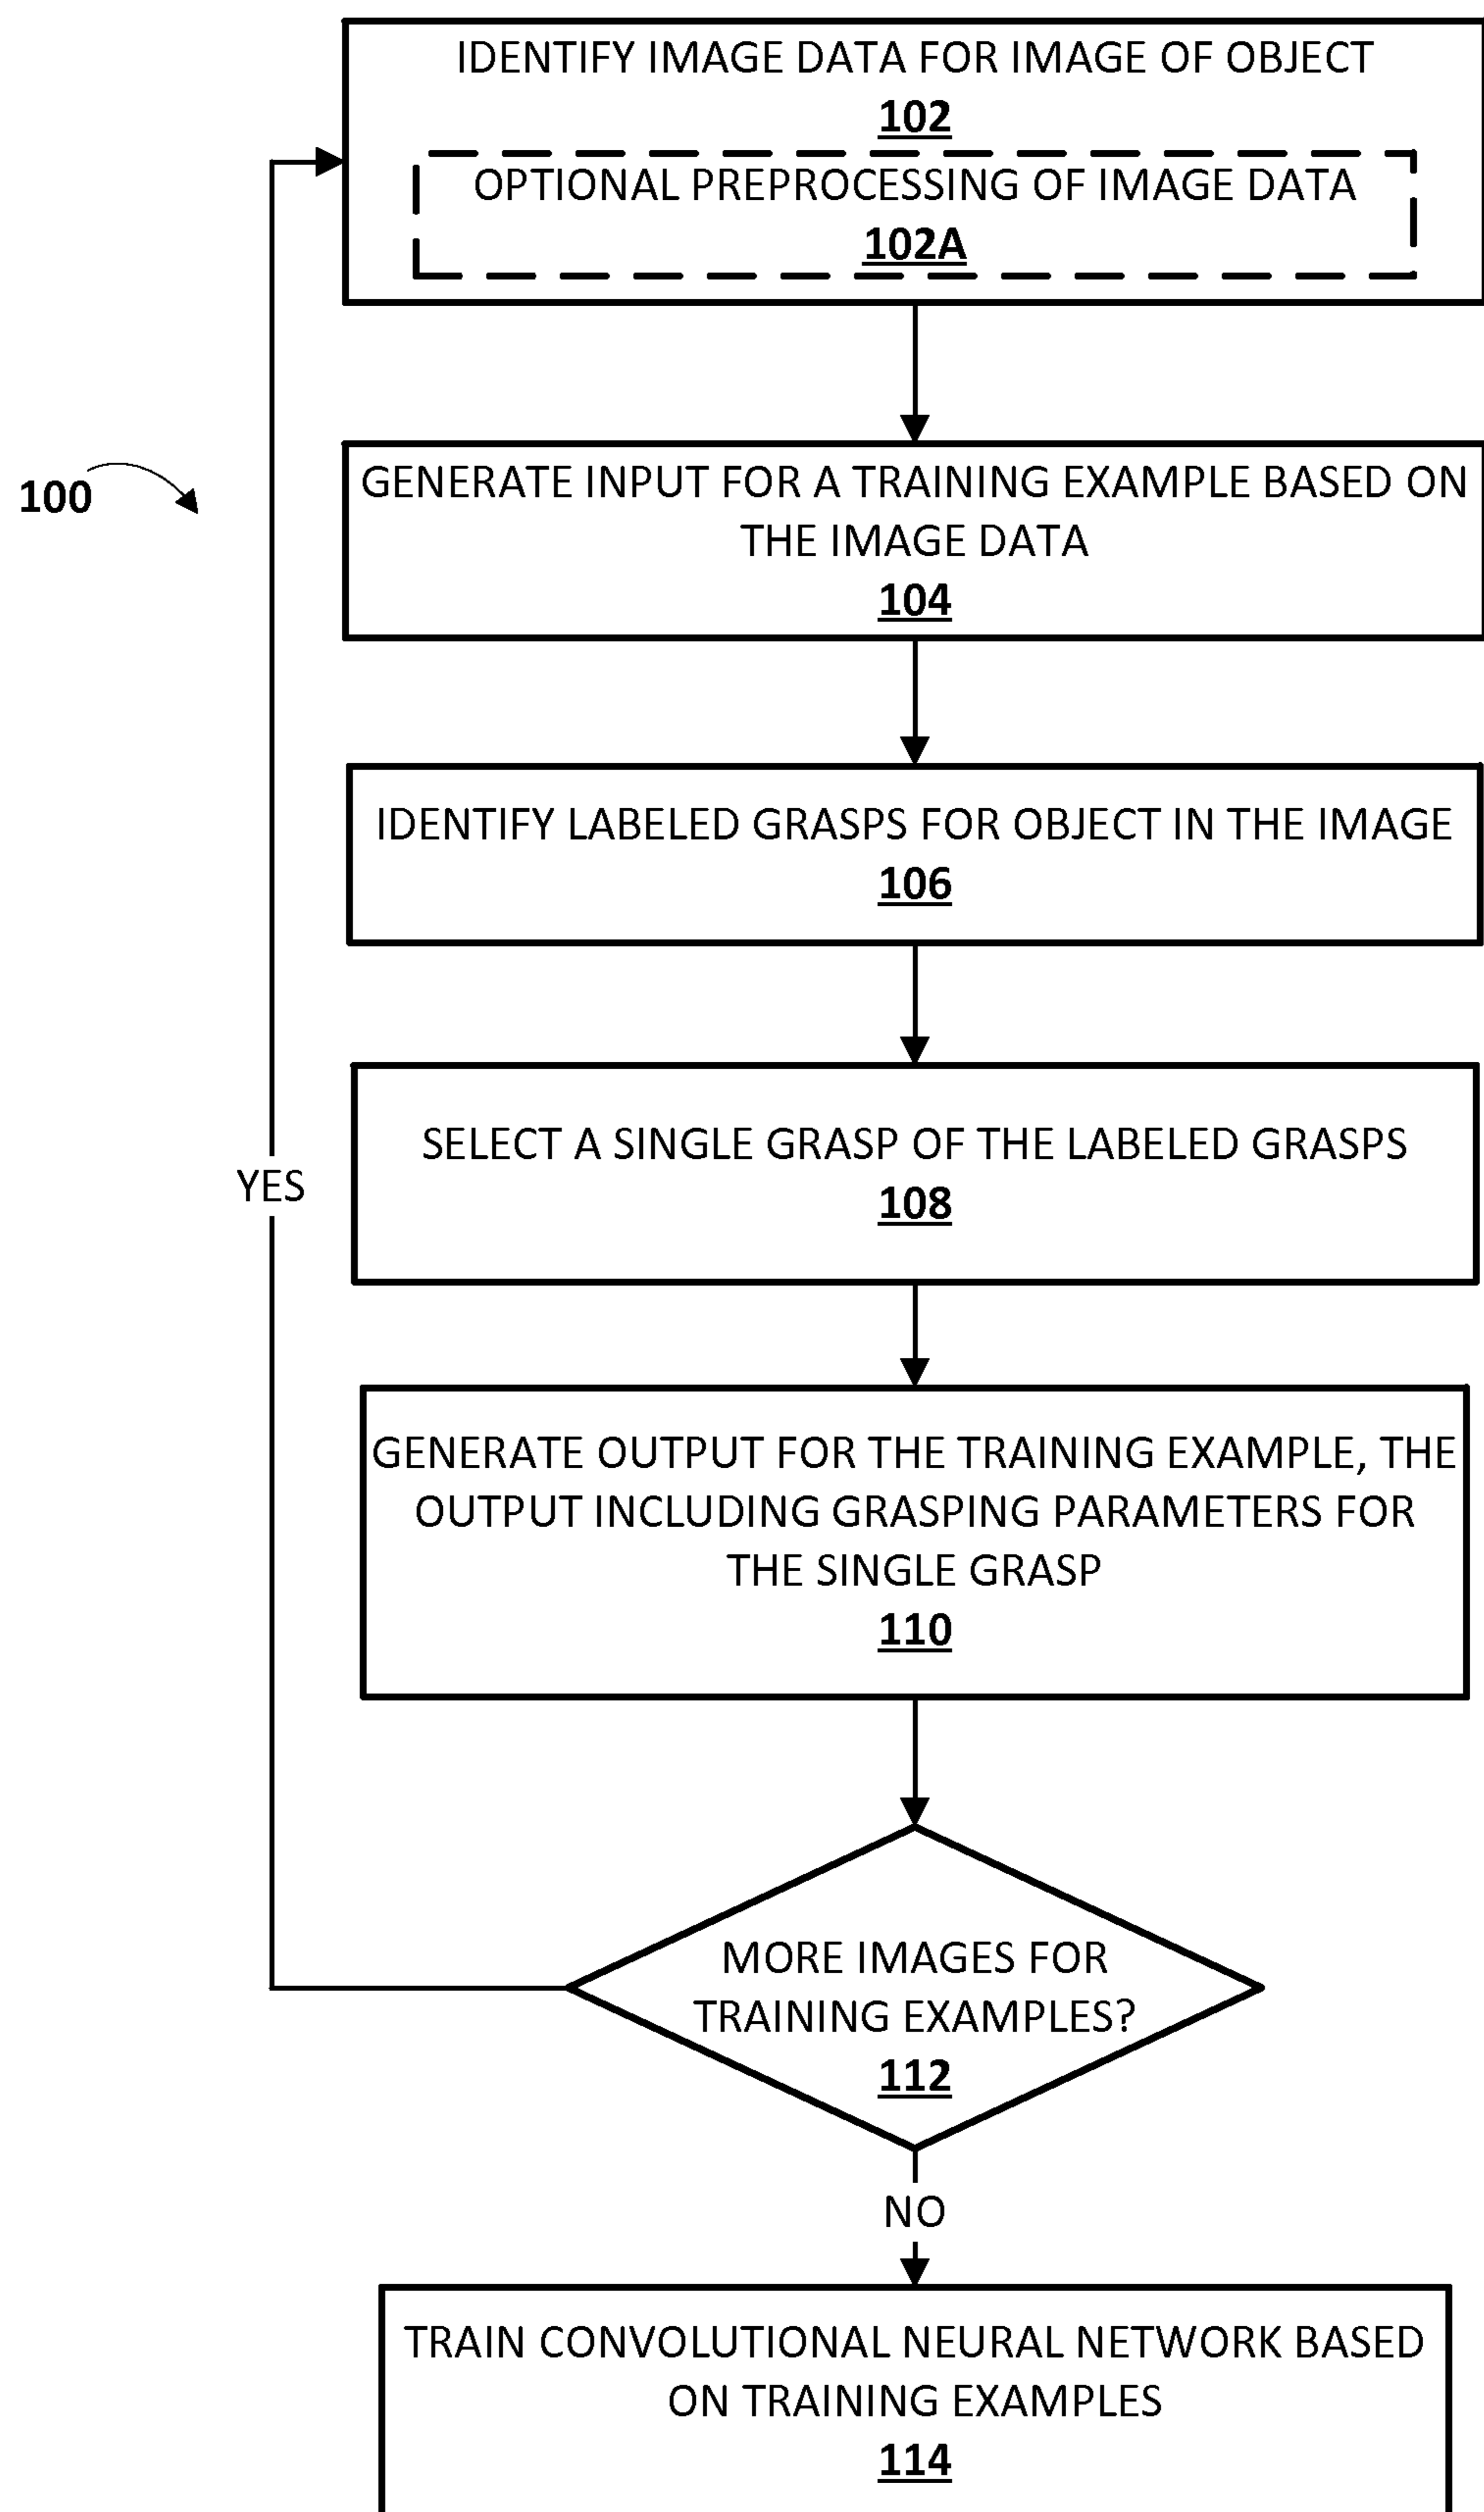 IDENTIFY IMAGE DATA FOR IMAGE OF OBJECT
102
OPTIONAL PREPROCESSING OF IMAGE DATA
102A
100
GENERATE INPUT FOR A TRAINING EXAMPLE BASED ON
THE IMAGE DATA
104
IDENTIFY LABELED GRASPS FOR OBJECT IN THE IMAGE
106
SELECT A SINGLE GRASP OF THE LABELED GRASPS
108
YES
GENERATE OUTPUT FOR THE TRAINING EXAMPLE, THE
OUTPUT INCLUDING GRASPING PARAMETERS FOR
THE SINGLE GRASP
110
MORE IMAGES FOR
TRAINING EXAMPLES?
112
NO
TRAIN CONVOLUTIONAL NEURAL NETWORK BASED
ON TRAINING EXAMPLES
114